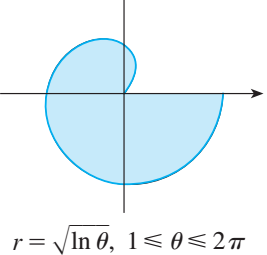 r = √ln θ, 1 ≤ θ ≤ 2π